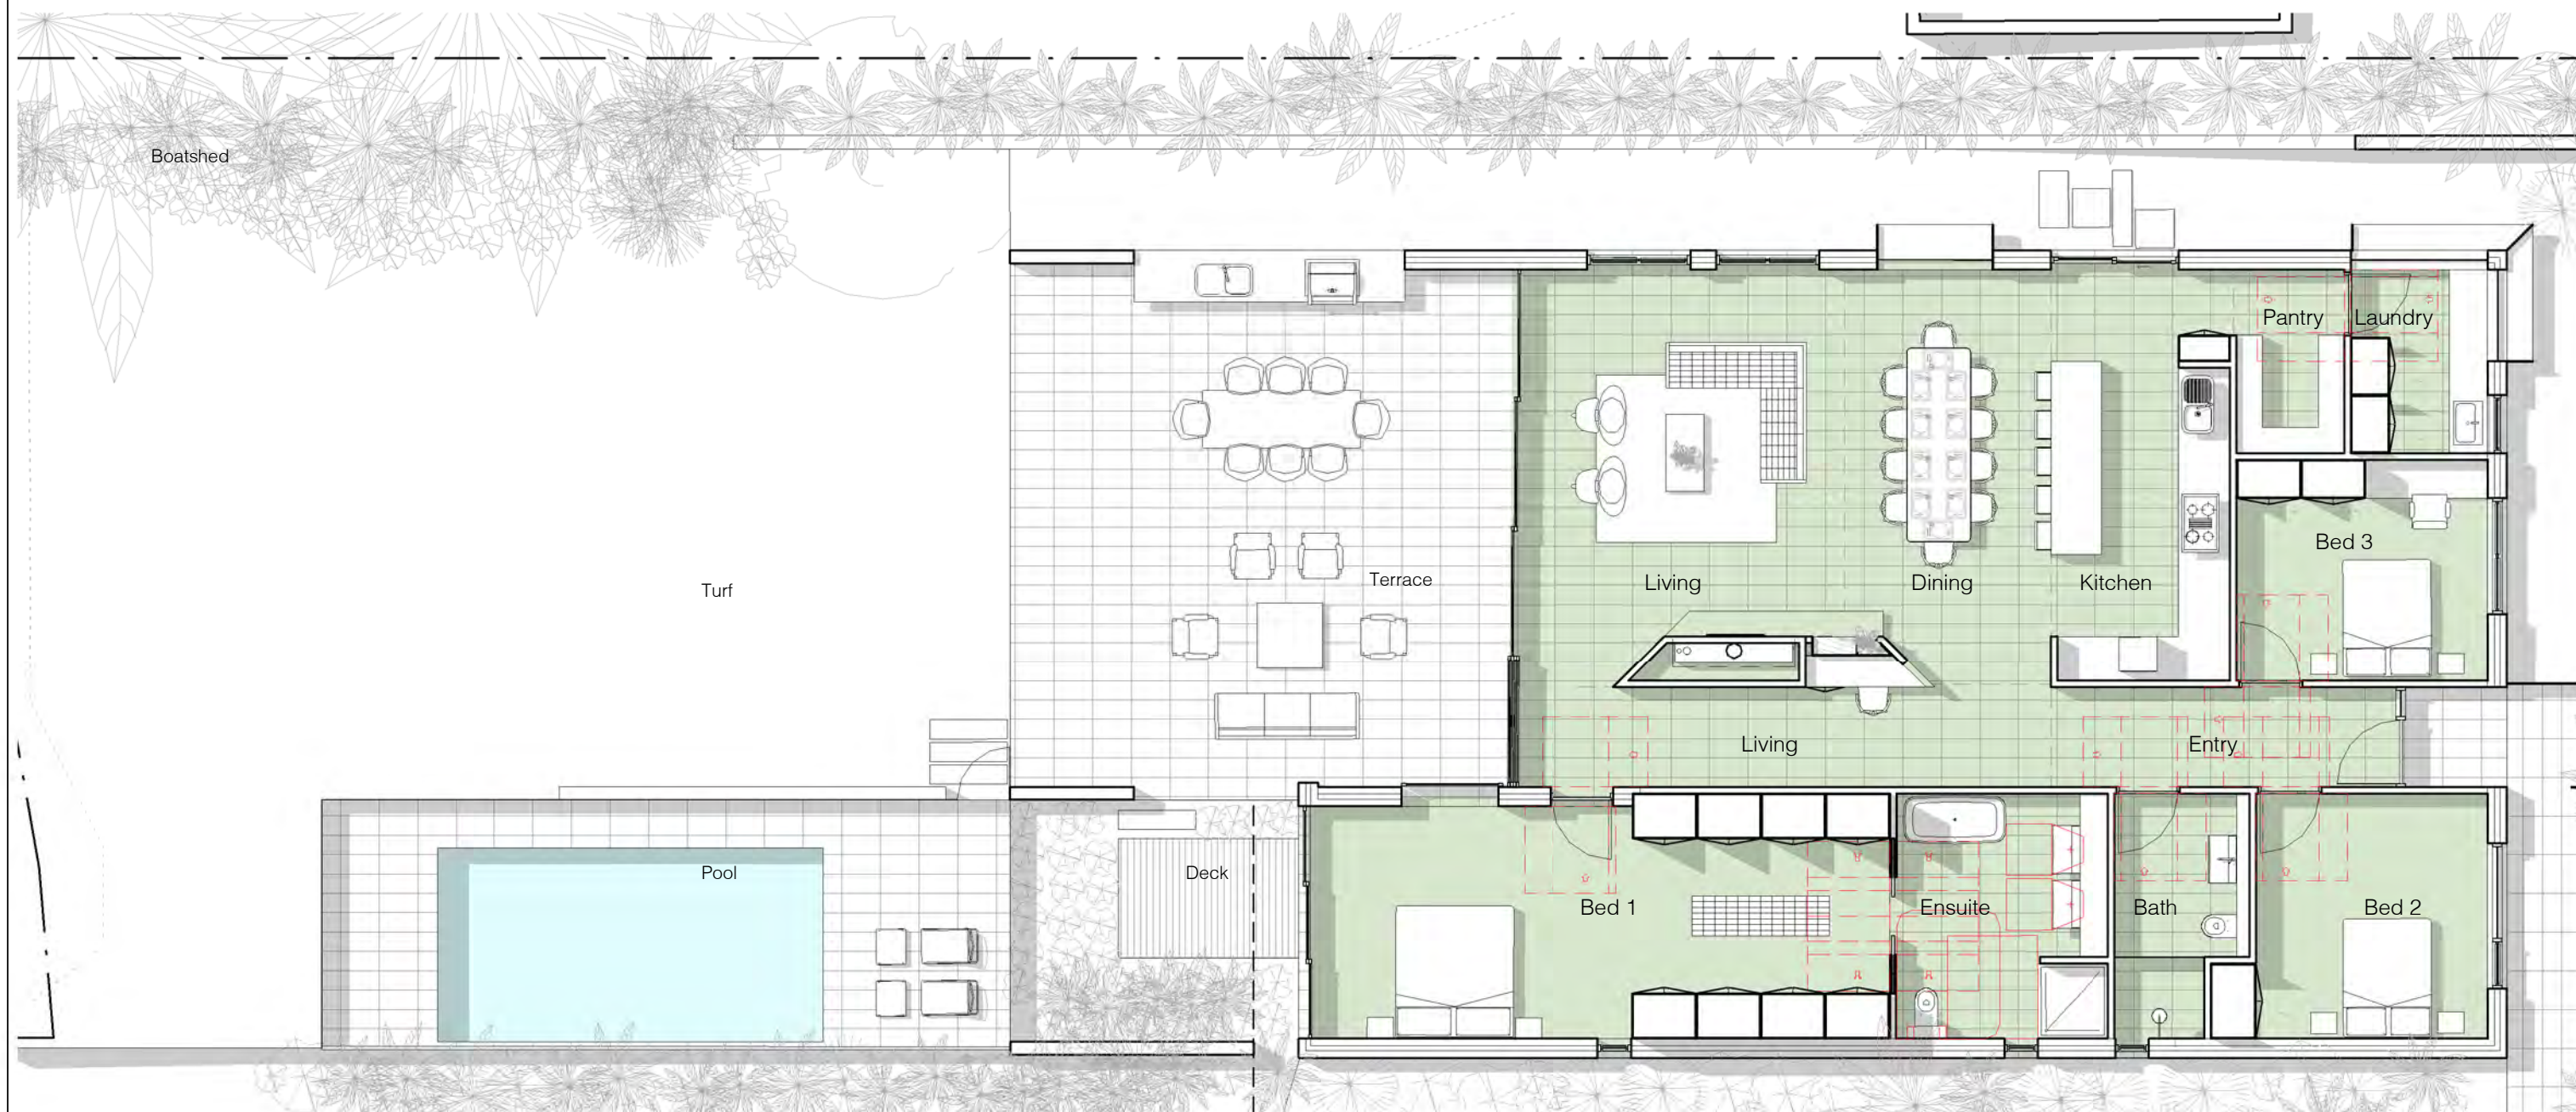 Boatshed
Pantry
Laundry
Bed 3
Turf
Terrace
Living
Dining
Kitchen
Living
Entry
Pool
Deck
Bed 1
Ensuite
Bath
Bed 2